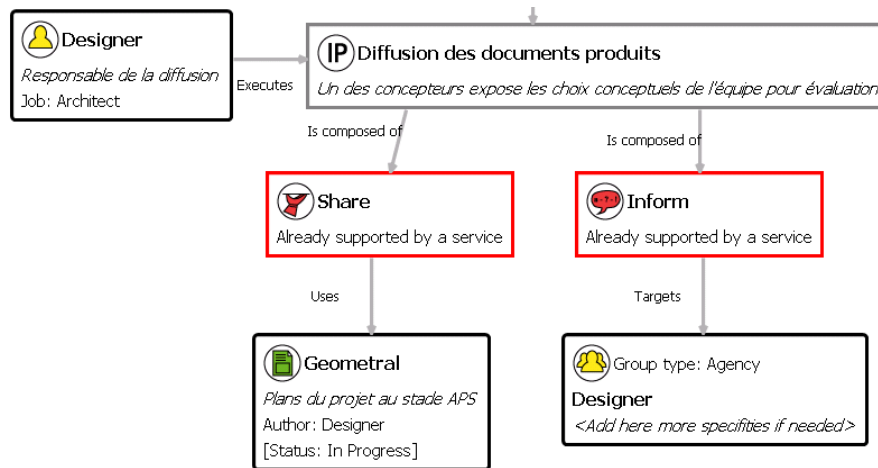 Designer
Responsable de la diffusion
Job: Architect
Executes
IP Diffusion des documents produits
Un des concepteurs expose les choix conceptuels de l'équipe pour évaluation
Is composed of
Is composed of
Share
Already supported by a service
Inform
Already supported by a service
Uses
Targets
Geometral
Plans du projet au stade APS
Author: Designer
[Status: In Progress]
Group type: Agency
Designer
<Add here more specifities if needed>